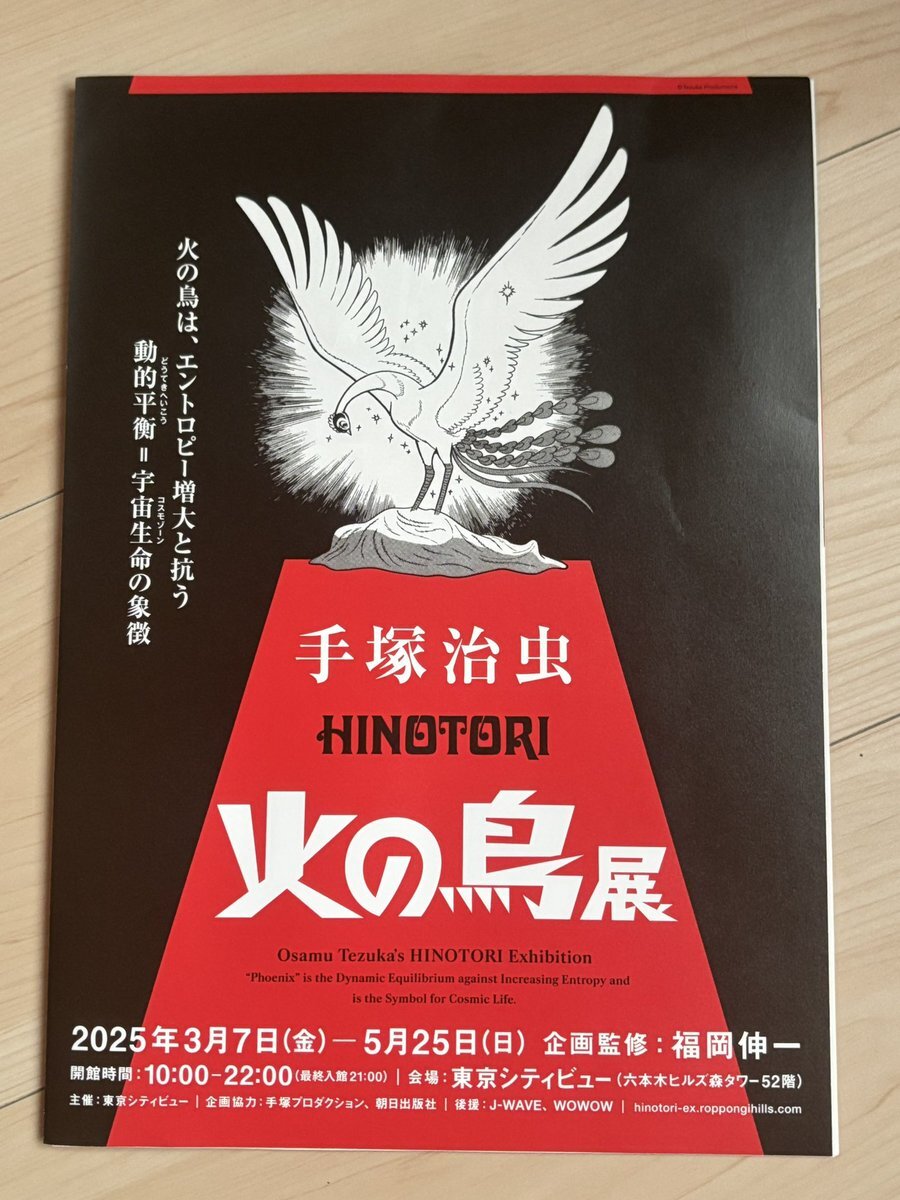 © Tezuka Productions
火の鳥は、エントロピー増大と抗う
動的平衡=宇宙生命の象徴
どうてきへいこう
コスモゾーン
手塚治虫
HINOTORI
火の鳥展
Osamu Tezuka's HINOTORI Exhibition
"Phoenix" is the Dynamic Equilibrium against Increasing Entropy and
is the Symbol for Cosmic Life.
2025年3月7日(金)—5月25日(日) 企画監修:福岡伸一
開館時間:10:00-22:00(最終入館21:00) | 会場:東京シティビュー(六本木ヒルズ森タワー52階)
主催:東京シティビュー | 企画協力:手塚プロダクション、朝日出版社 | 後援:J-WAVE、WOWOW | hinotori-ex.roppongihills.com